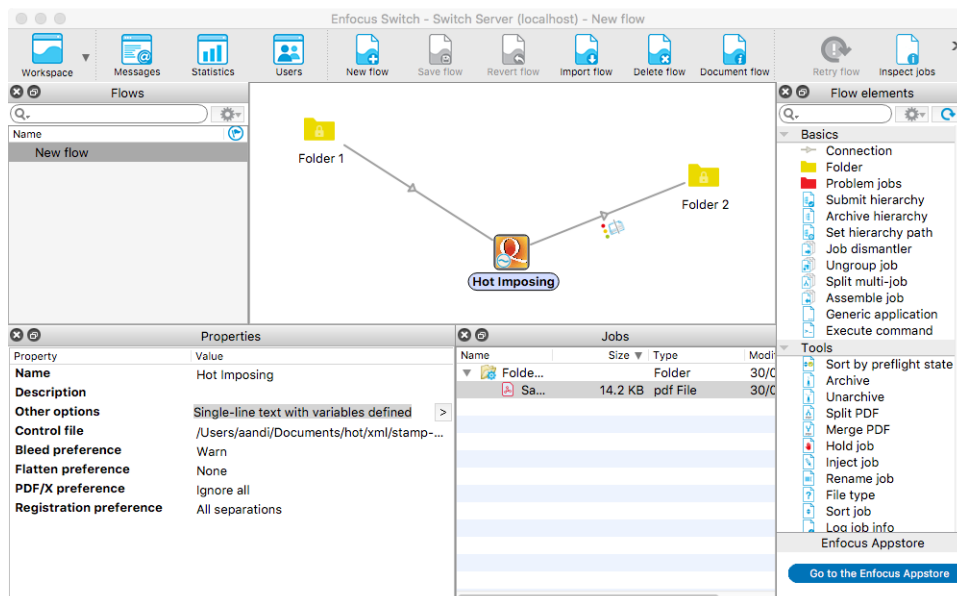 Enfocus Switch - Switch Server (localhost) - New flow
Workspace
Messages
Statistics
Users
New flow
Save flow
Revert flow
Import flow
Delete flow
Document flow
Retry flow
Inspect jobs
Flows
Name
New flow
Folder 1
Folder 2
Hot Imposing
Flow elements
Basics
Connection
Folder
Problem jobs
Submit hierarchy
Archive hierarchy
Set hierarchy path
Job dismantler
Ungroup job
Split multi-job
Assemble job
Generic application
Execute command
Tools
Sort by preflight state
Archive
Unarchive
Split PDF
Merge PDF
Hold job
Inject job
Rename job
File type
Sort job
Log job info
Enfocus Appstore
Go to the Enfocus Appstore
Properties
Property Value
Name Hot Imposing
Description
Other options Single-line text with variables defined >
Control file /Users/aandi/Documents/hot/xml/stamp-...
Bleed preference Warn
Flatten preference None
PDF/X preference Ignore all
Registration preference All separations
Jobs
Name Size Type Modi
Folde... Folder 30/0
Sa... 14.2 KB pdf File 30/0